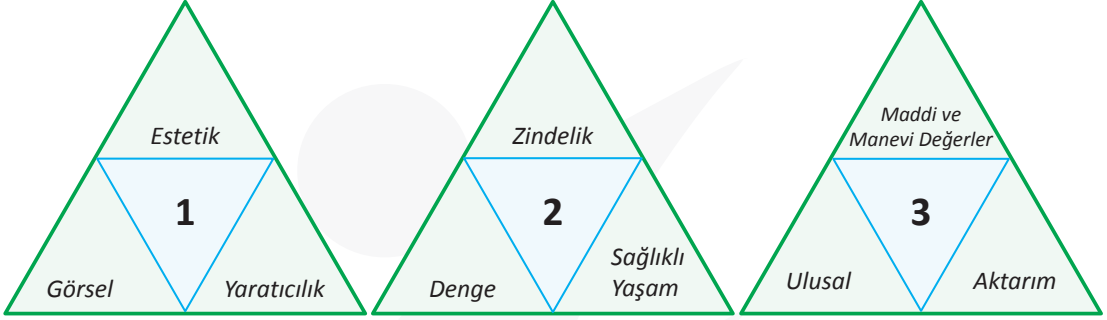 Estetik
1
Görsel
Yaratıcılık
Zindelik
2
Denge
Sağlıklı
Yaşam
Maddi ve
Manevi Değerler
3
Ulusal
Aktarım